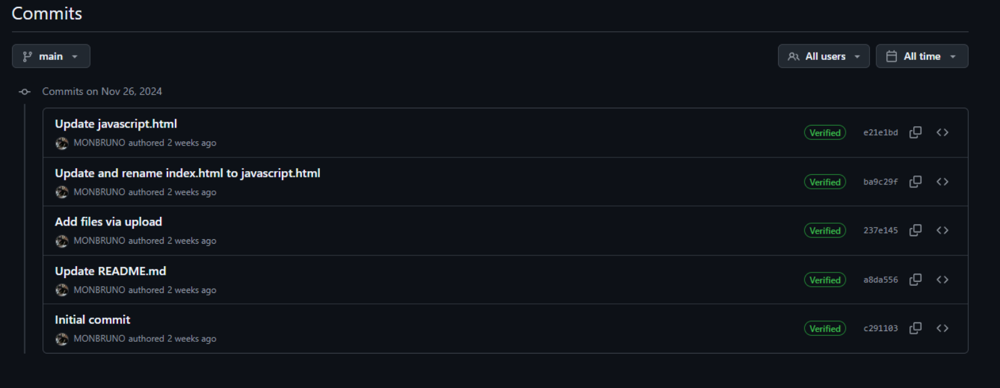 Commits
main
All users
All time
Commits on Nov 26, 2024
Update javascript.html
MONBRUNO authored 2 weeks ago
Verified
e21e1bd
Update and rename index.html to javascript.html
MONBRUNO authored 2 weeks ago
Verified
ba9c29f
Add files via upload
MONBRUNO authored 2 weeks ago
Verified
237e145
Update README.md
MONBRUNO authored 2 weeks ago
Verified
a8da556
Initial commit
MONBRUNO authored 2 weeks ago
Verified
c291103